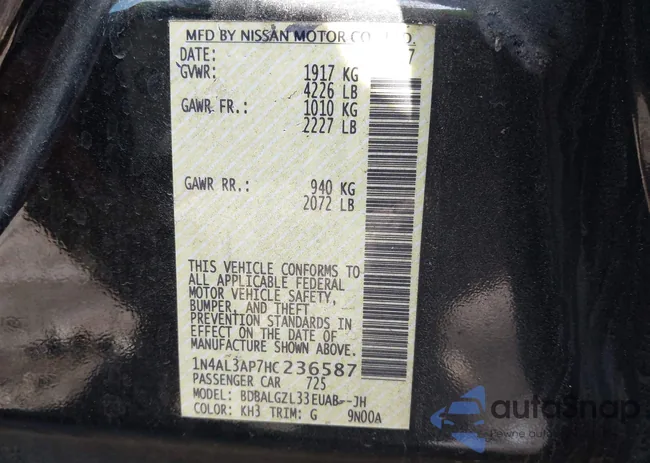 MFD BY NISSAN MOTOR CO., LTD.
DATE: 7
GVWR: 1917 KG
4226 LB
GAWR FR.: 1010 KG
2227 LB
GAWR RR.: 940 KG
2072 LB
THIS VEHICLE CONFORMS TO
ALL APPLICABLE FEDERAL
MOTOR VEHICLE SAFETY,
BUMPER, AND THEFT
PREVENTION STANDARDS IN
EFFECT ON THE DATE OF
MANUFACTURE SHOWN ABOVE.
1N4AL3AP7HC236587
PASSENGER CAR 725
MODEL: BDBALGZL33EUAB--JH
COLOR: KH3 TRIM: G 9N00A
autoSnap